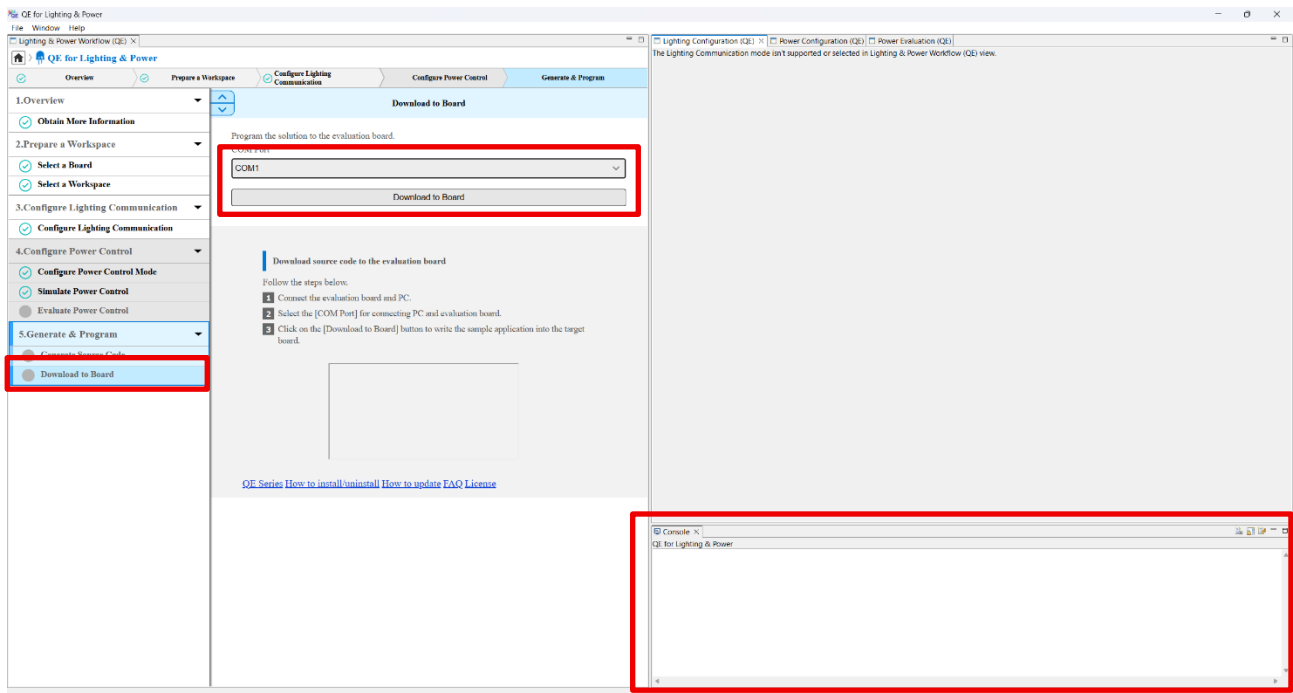 QE for Lighting & Power
File Window Help
Lighting & Power Workflow (QE)
QE for Lighting & Power
Overview
Prepare a Workspace
Configure Lighting
Communication
Configure Power Control
Generate & Program
1.Overview
Obtain More Information
2.Prepare a Workspace
Select a Board
Select a Workspace
3.Configure Lighting Communication
Configure Lighting Communication
4.Configure Power Control
Configure Power Control Mode
Simulate Power Control
Evaluate Power Control
5.Generate & Program
Generate Source Code
Download to Board
Download to Board
Program the solution to the evaluation board.
COM Port
COM1
Download to Board
Download source code to the evaluation board
Follow the steps below.
1 Connect the evaluation board and PC.
2 Select the [COM Port] for connecting PC and evaluation board.
3 Click on the [Download to Board] button to write the sample application into the target
board.
QE Series How to install/uninstall How to update FAQ License
Lighting Configuration (QE) Power Configuration (QE) Power Evaluation (QE)
The Lighting Communication mode isn't supported or selected in Lighting & Power Workflow (QE) view.
Console
QE for Lighting & Power